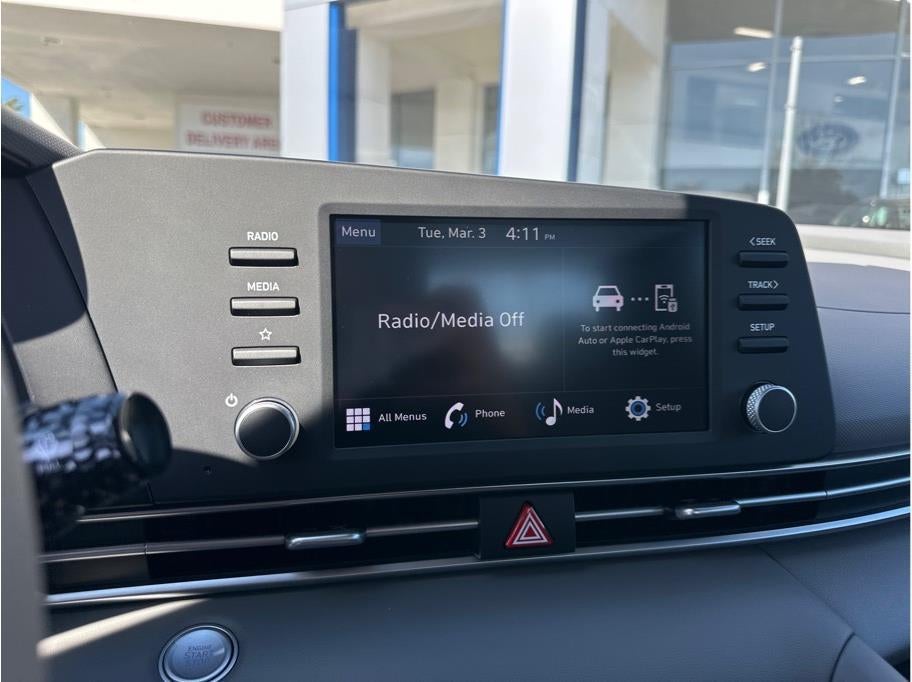 CUSTOMER
DELIVERY AREA
RADIO
MEDIA
Menu
Tue, Mar. 3
4:11 PM
Radio/Media Off
To start connecting Android
Auto or Apple CarPlay, press
this widget.
All Menus
Phone
Media
Setup
<SEEK
TRACK>
SETUP
ENGINE
START
STOP